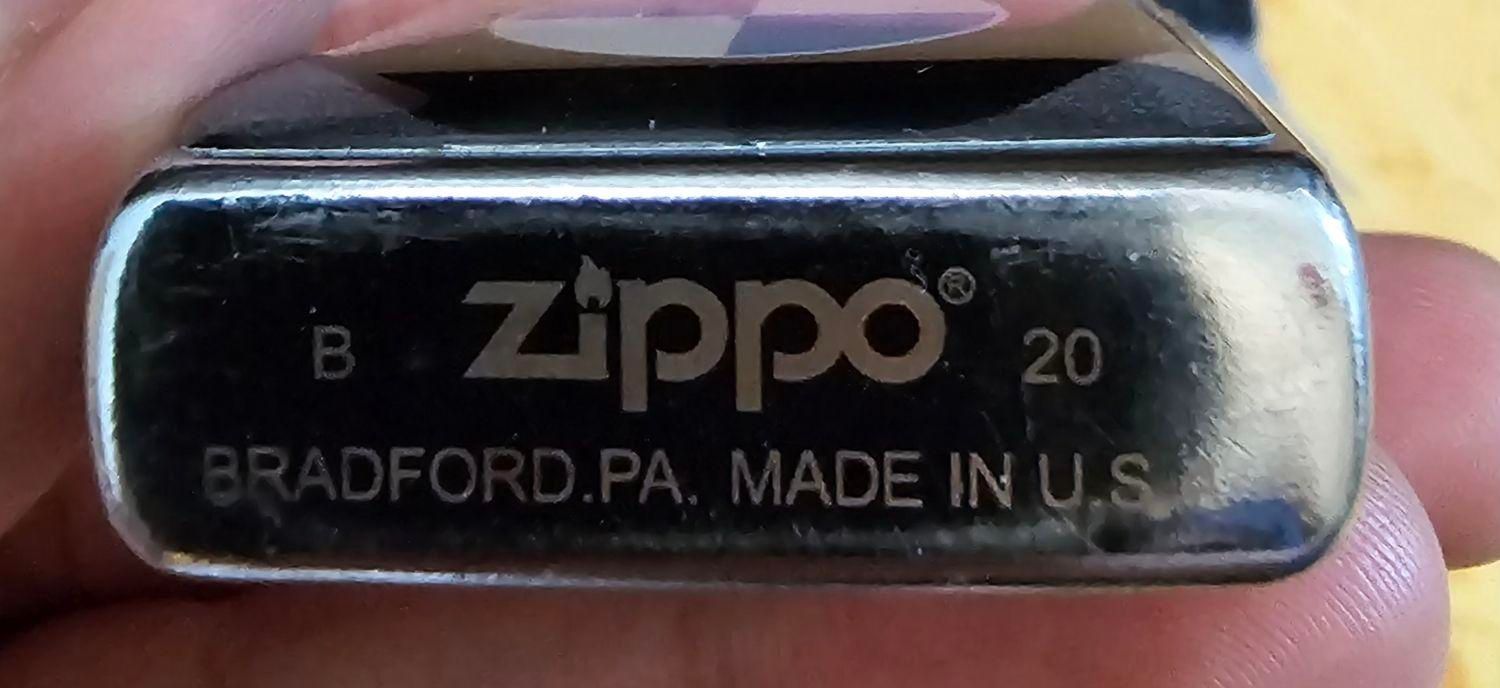 B zippo® 20
BRADFORD.PA. MADE IN U.S.